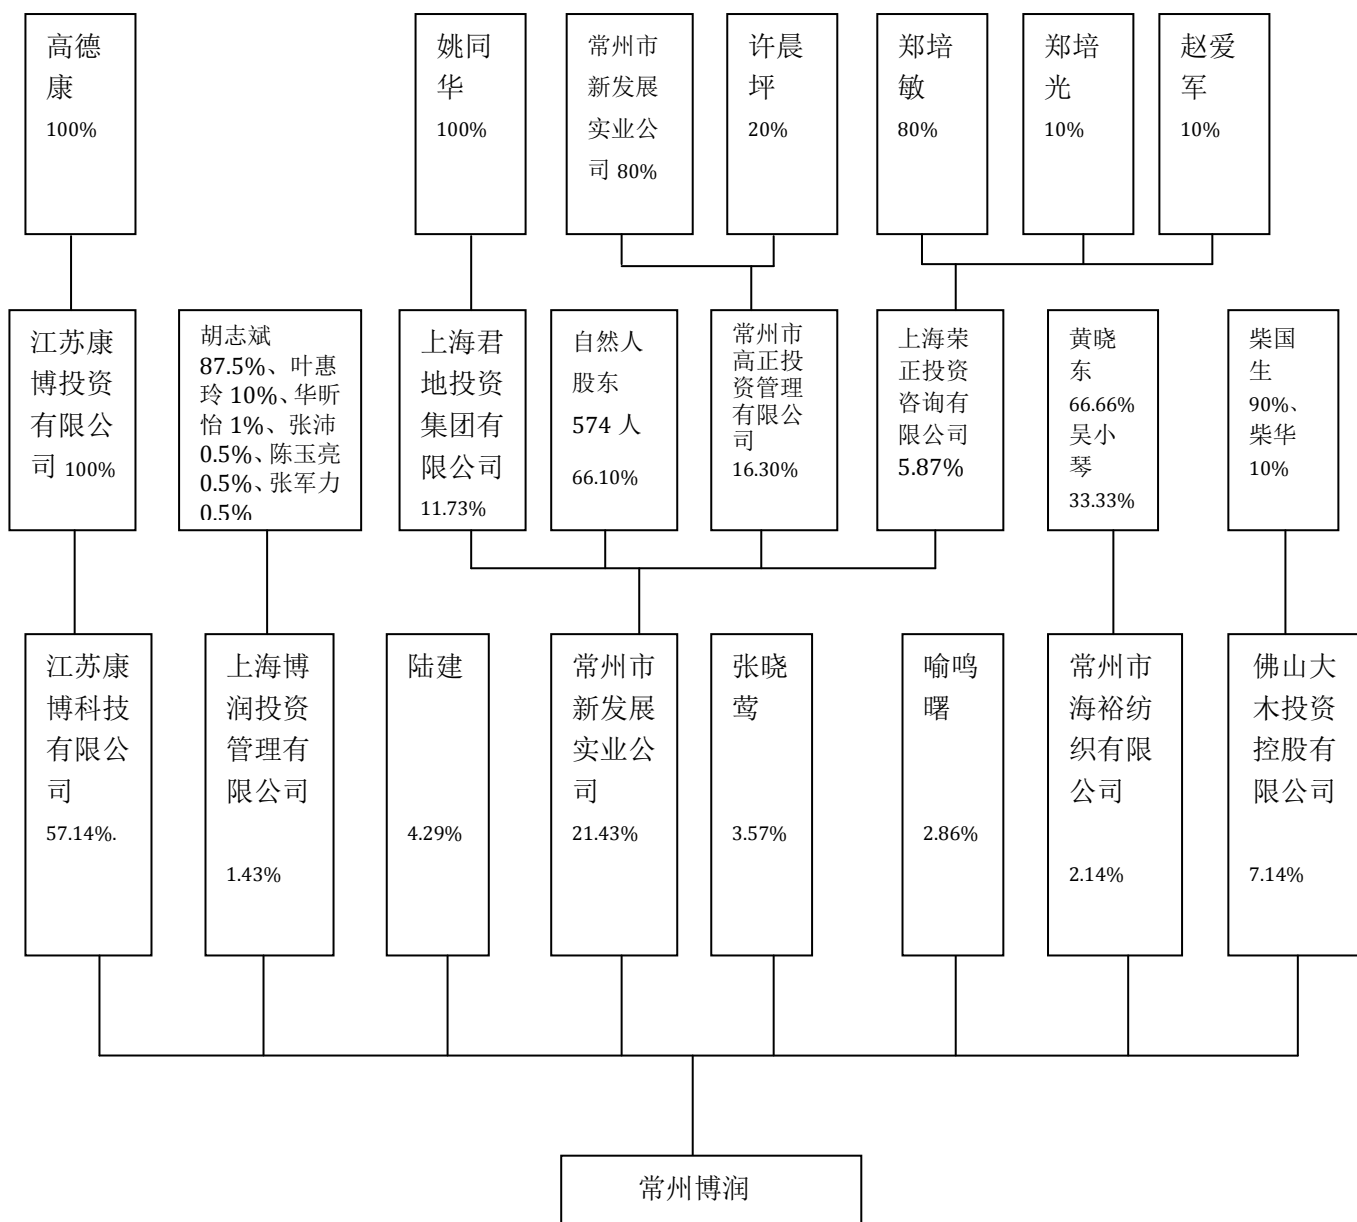 高德
康
100%
姚同
华
100%
常州市
新发展
实业公
司 80%
许晨
坪
20%
郑培
敏
80%
郑培
光
10%
赵爱
军
10%
江苏康
博投资
有限公
司 100%
胡志斌
87.5%、叶惠
玲 10%、华昕
怡 1%、张沛
0.5%、陈玉亮
0.5%、张军力
0.5%
上海君
地投资
集团有
限公司
11.73%
自然人
股东
574 人
66.10%
常州市
高正投
资管理
有限公
司
16.30%
上海荣
正投资
咨询有
限公司
5.87%
黄晓
东
66.66%
吴小
琴
33.33%
柴国
生
90%、
柴华
10%
江苏康
博科技
有限公
司
57.14%.
上海博
润投资
管理有
限公司
1.43%
陆建
4.29%
常州市
新发展
实业公
司
21.43%
张晓
莺
3.57%
喻鸣
曙
2.86%
常州市
海裕纺
织有限
公司
2.14%
佛山大
木投资
控股有
限公司
7.14%
常州博润